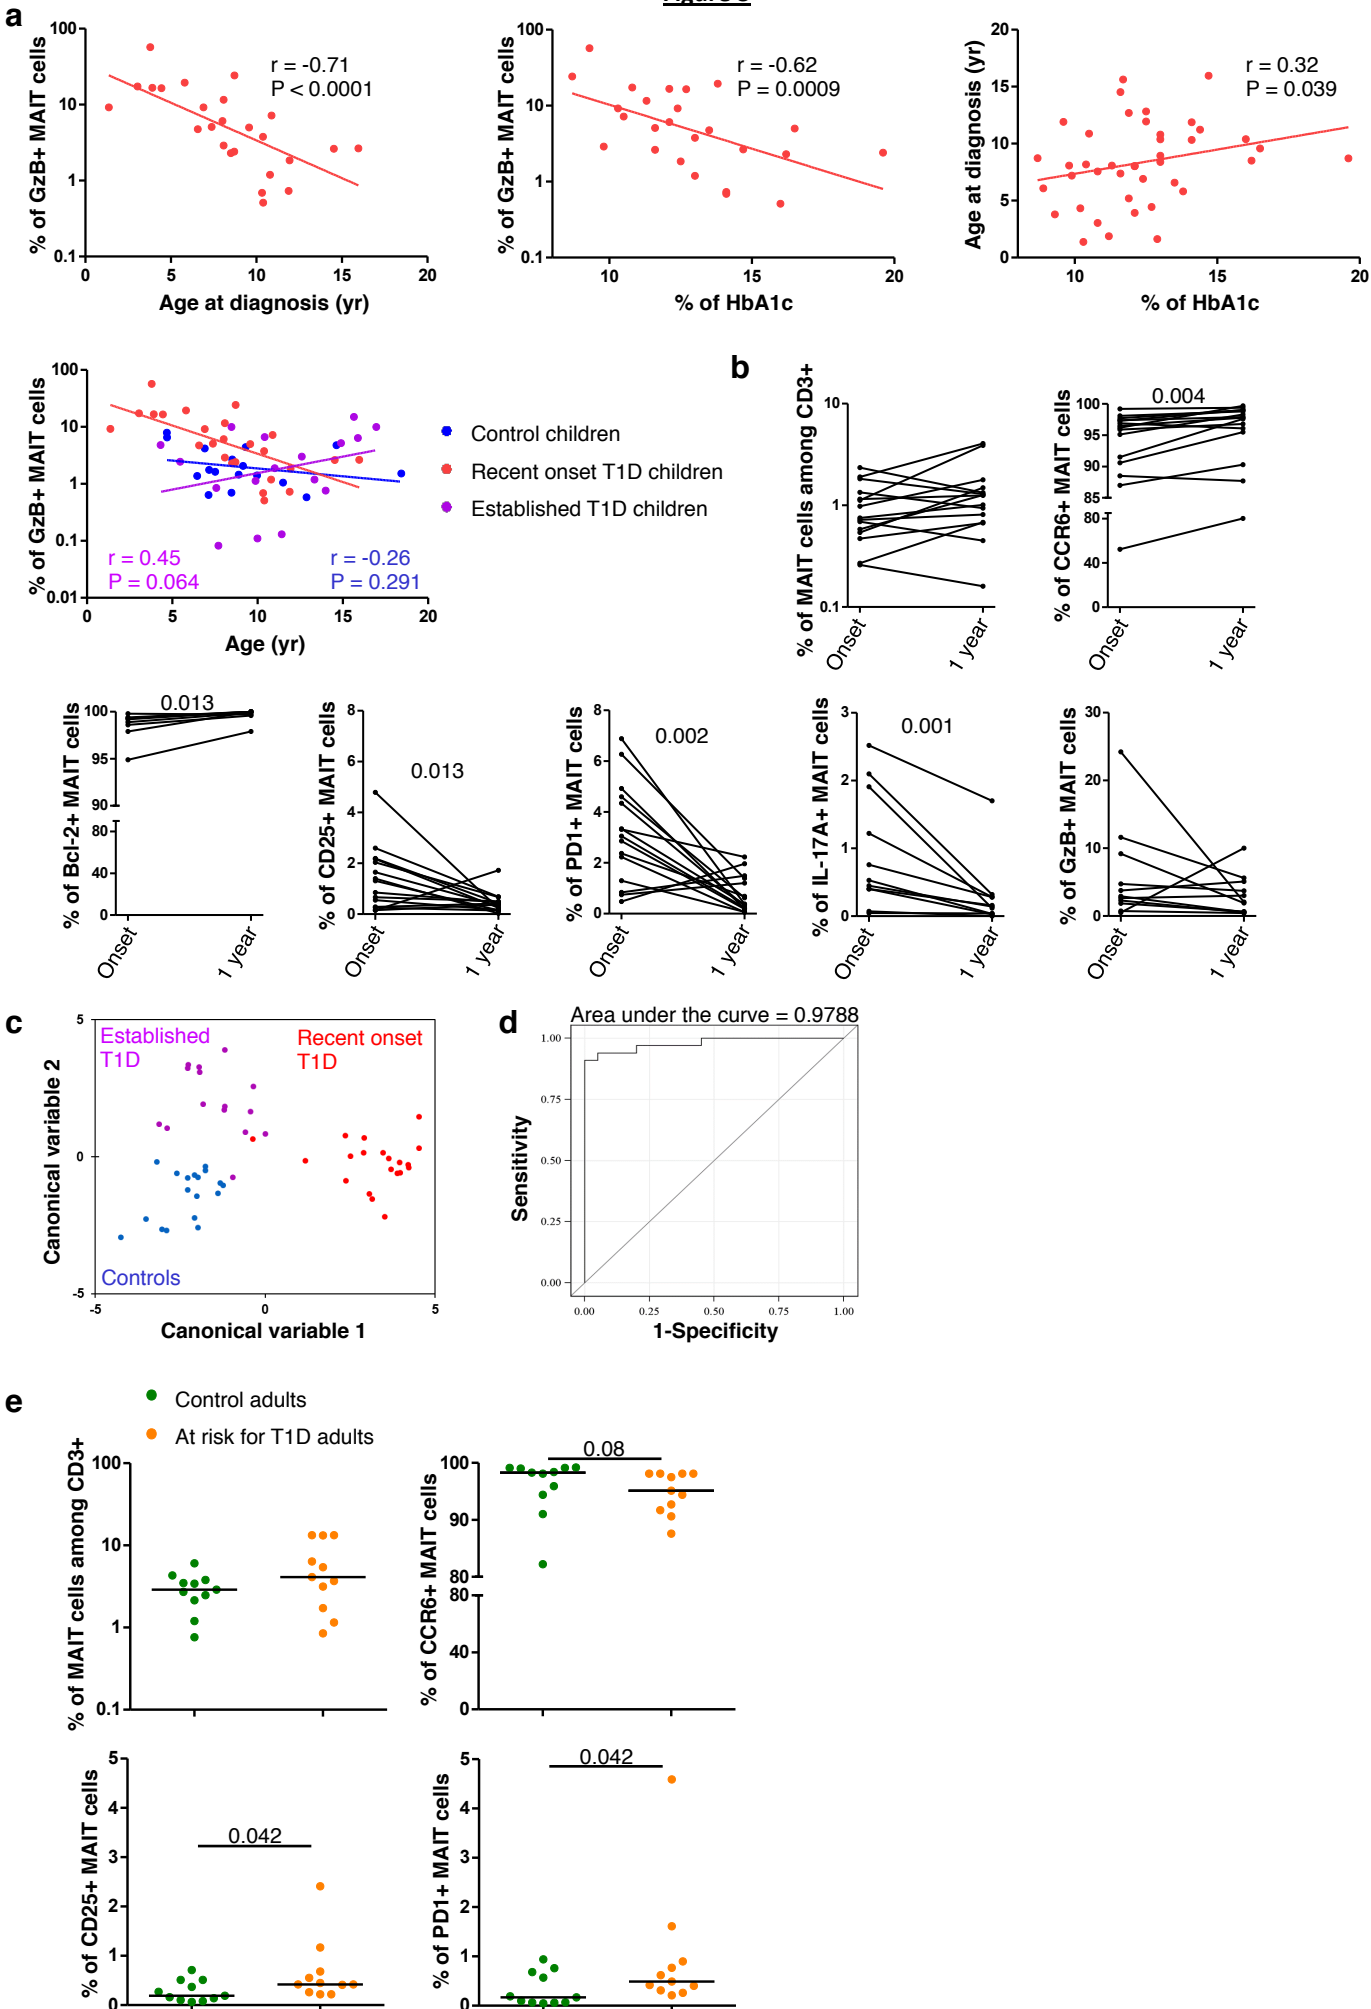 a
% of GzB+ MAIT cells
100
10
1
0.1
0
5
10
15
20
Age at diagnosis (yr)
r = -0.71
P < 0.0001
% of GzB+ MAIT cells
100
10
1
0.1
10
15
20
% of HbA1c
r = -0.62
P = 0.0009
Age at diagnosis (yr)
20
15
10
5
0
10
15
20
% of HbA1c
r = 0.32
P = 0.039
% of GzB+ MAIT cells
100
10
1
0.1
0.01
0
5
10
15
20
Age (yr)
r = 0.45
P = 0.064
r = -0.26
P = 0.291
Control children
Recent onset T1D children
Established T1D children
b
% of MAIT cells among CD3+
10
1
0.1
Onset
1 year
% of CCR6+ MAIT cells
0.004
100
95
90
85
80
40
0
Onset
1 year
% of Bcl-2+ MAIT cells
0.013
100
95
90
80
40
0
Onset
1 year
% of CD25+ MAIT cells
0.013
8
6
4
2
0
Onset
1 year
% of PD1+ MAIT cells
0.002
8
6
4
2
0
Onset
1 year
% of IL-17A+ MAIT cells
0.001
3
2
1
0
Onset
1 year
% of GzB+ MAIT cells
30
20
10
0
Onset
1 year
c
Canonical variable 2
5
0
-5
Established
T1D
Recent onset
T1D
Controls
-5
0
5
Canonical variable 1
d
Area under the curve = 0.9788
Sensitivity
1.00
0.75
0.50
0.25
0.00
0.00
0.25
0.50
0.75
1.00
1-Specificity
e
Control adults
At risk for T1D adults
% of MAIT cells among CD3+
100
10
1
0.1
% of CCR6+ MAIT cells
0.08
100
90
80
80
40
0
% of CD25+ MAIT cells
0.042
5
4
3
2
1
0
% of PD1+ MAIT cells
0.042
5
4
3
2
1
0